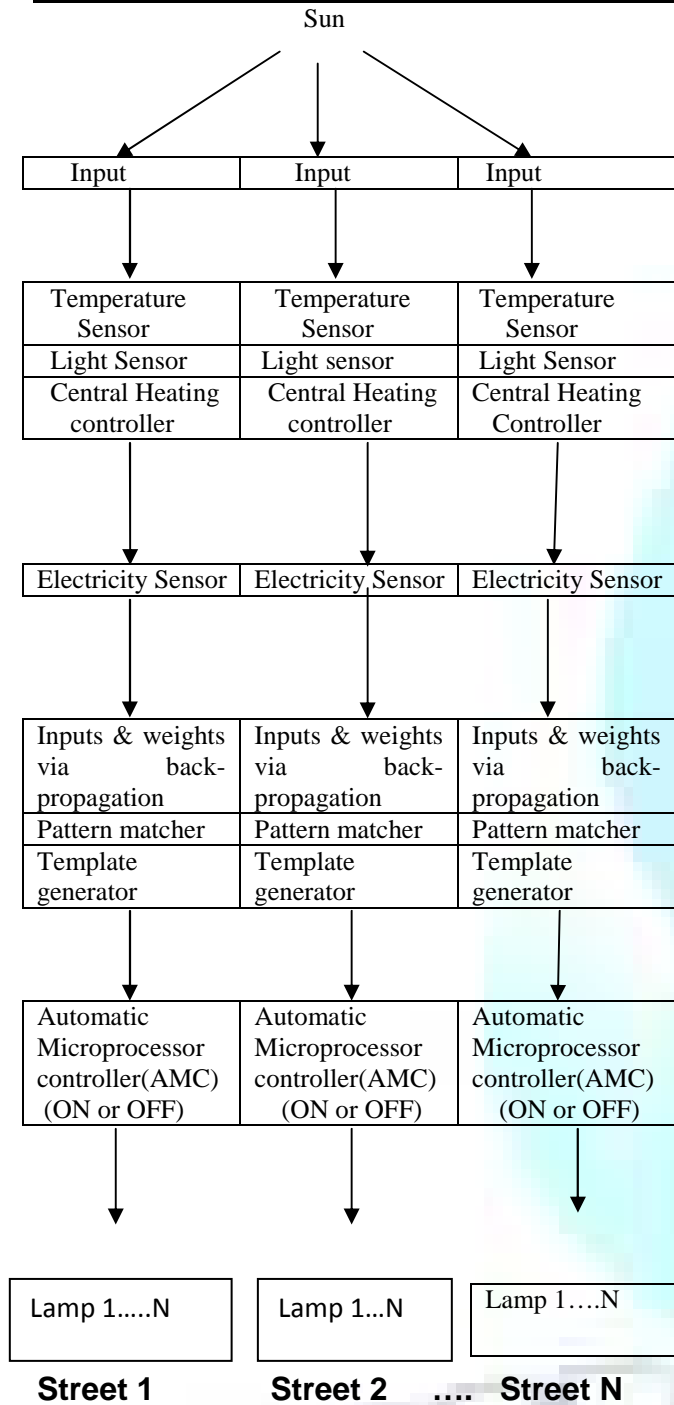 Sun
Input Input Input
Temperature Temperature Temperature
Sensor Sensor Sensor
Light Sensor Light sensor Light Sensor
Central Heating Central Heating Central Heating
controller controller Controller
Electricity Sensor Electricity Sensor Electricity Sensor
Inputs & weights Inputs & weights Inputs & weights
via back- via back- via back-
propagation propagation propagation
Pattern matcher Pattern matcher Pattern matcher
Template Template Template
generator generator generator
Automatic Automatic Automatic
Microprocessor Microprocessor Microprocessor
controller(AMC) controller(AMC) controller(AMC)
(ON or OFF) (ON or OFF) (ON or OFF)
Lamp 1…..N Lamp 1…N Lamp 1….N
Street 1 Street 2 …. Street N